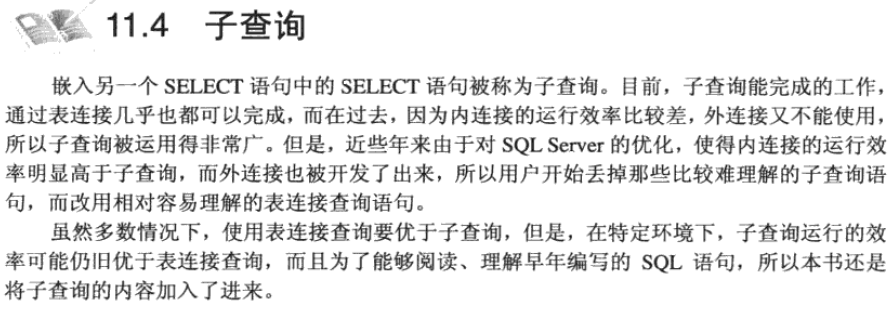 11.4 子查询
嵌入另一个 SELECT 语句中的 SELECT 语句被称为子查询。目前，子查询能完成的工作，
通过表连接几乎也都可以完成，而在过去，因为内连接的运行效率比较差，外连接又不能使用，
所以子查询被运用得非常广。但是，近些年来由于对 SQL Server 的优化，使得内连接的运行效
率明显高于子查询，而外连接也被开发了出来，所以用户开始丢掉那些比较难理解的子查询语
句，而改用相对容易理解的表连接查询语句。
虽然多数情况下，使用表连接查询要优于子查询，但是，在特定环境下，子查询运行的效
率可能仍旧优于表连接查询，而且为了能够阅读、理解早年编写的 SQL 语句，所以本书还是
将子查询的内容加入了进来。